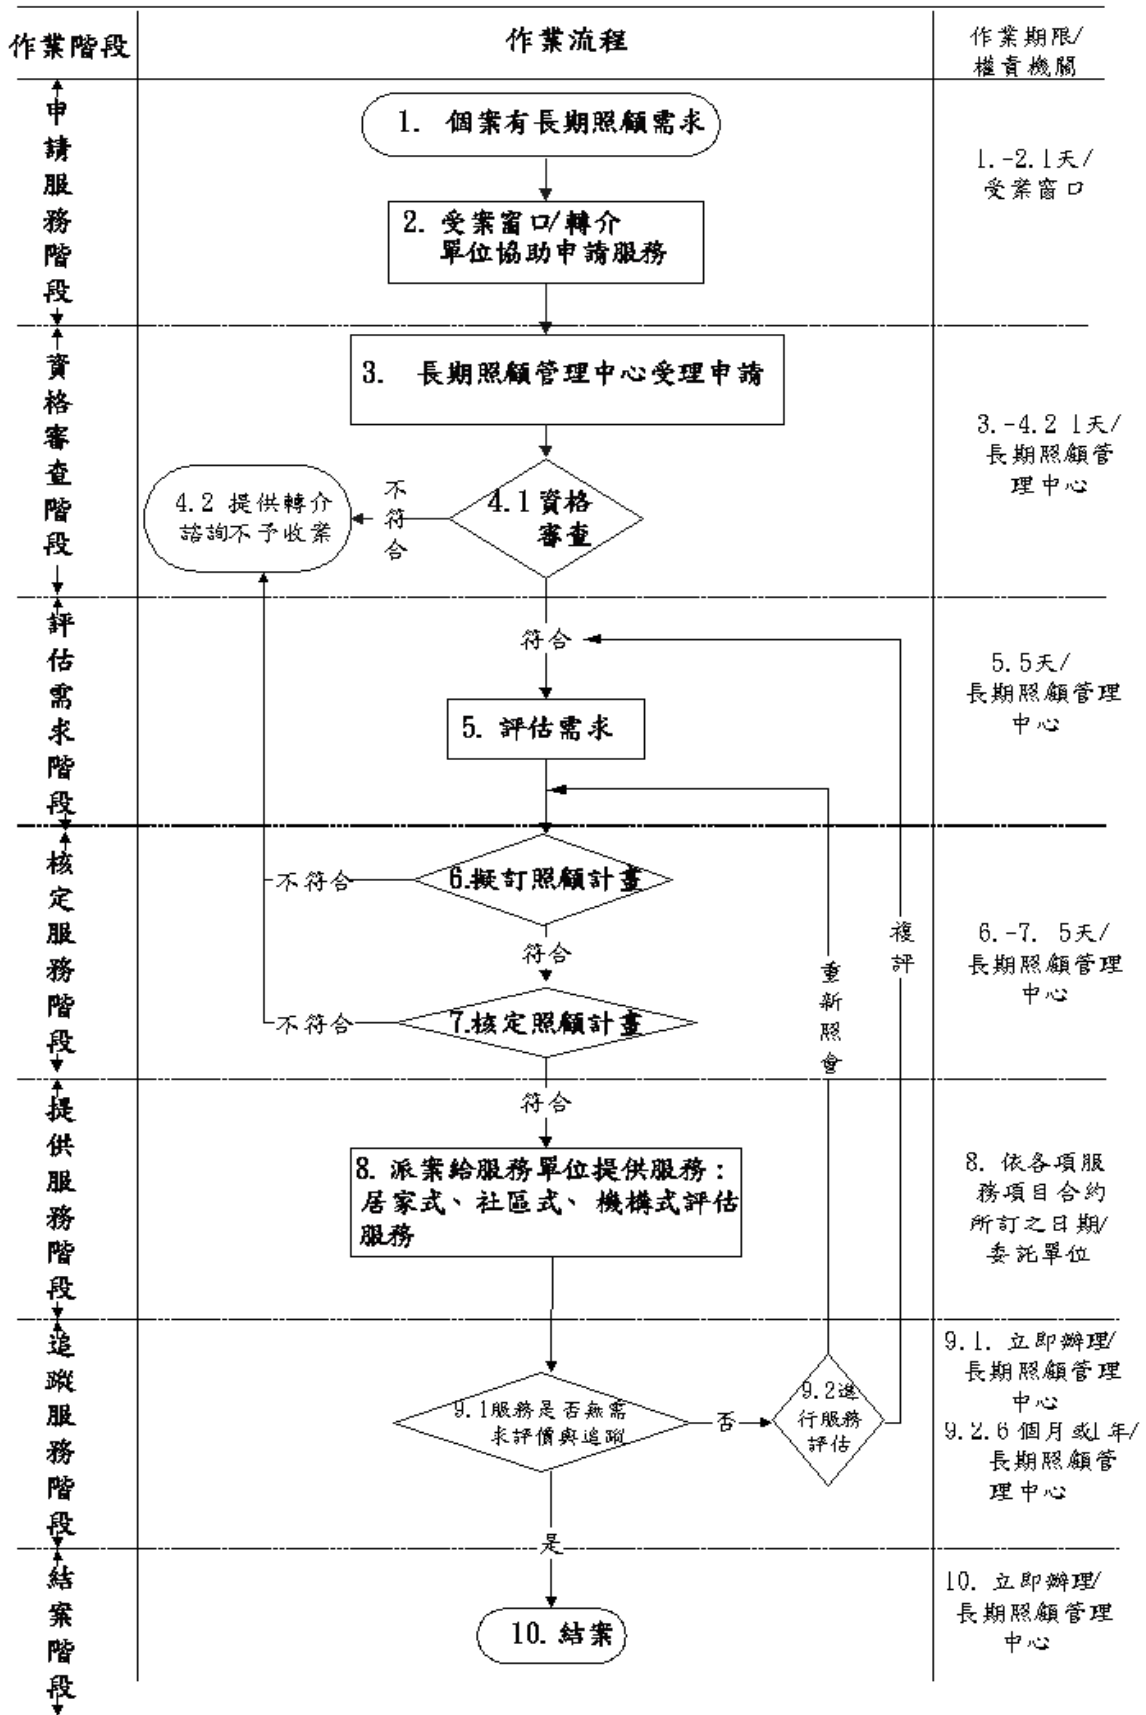 作業階段
作業流程
作業期限/
權責機關
申請服務階段
1. 個案有長期照顧需求
1.-2.1天/
受案窗口
2. 受案窗口/轉介
單位協助申請服務
資格審查階段
3. 長期照顧管理中心受理申請
3.-4.2 1天/
長期照顧管
理中心
4.1資格
審查
不符合
4.2 提供轉介
諮詢不予收案
評估需求階段
符合
5.5天/
長期照顧管理
中心
5. 評估需求
核定服務階段
6.擬訂照顧計畫
不符合
符合
6.-7. 5天/
長期照顧管理
中心
7.核定照顧計畫
不符合
重新照會
複評
提供服務階段
符合
8. 派案給服務單位提供服務：
居家式、社區式、機構式評估
服務
8. 依各項服
務項目合約
所訂之日期/
委託單位
追蹤服務階段
9.1服務是否無需
求評價與追蹤
否
9.2進
行服務
評估
9.1. 立即辦理/
長期照顧管理
中心
9.2.6 個月或1年/
長期照顧管
理中心
是
結案階段
10. 結案
10. 立即辦理/
長期照顧管理
中心